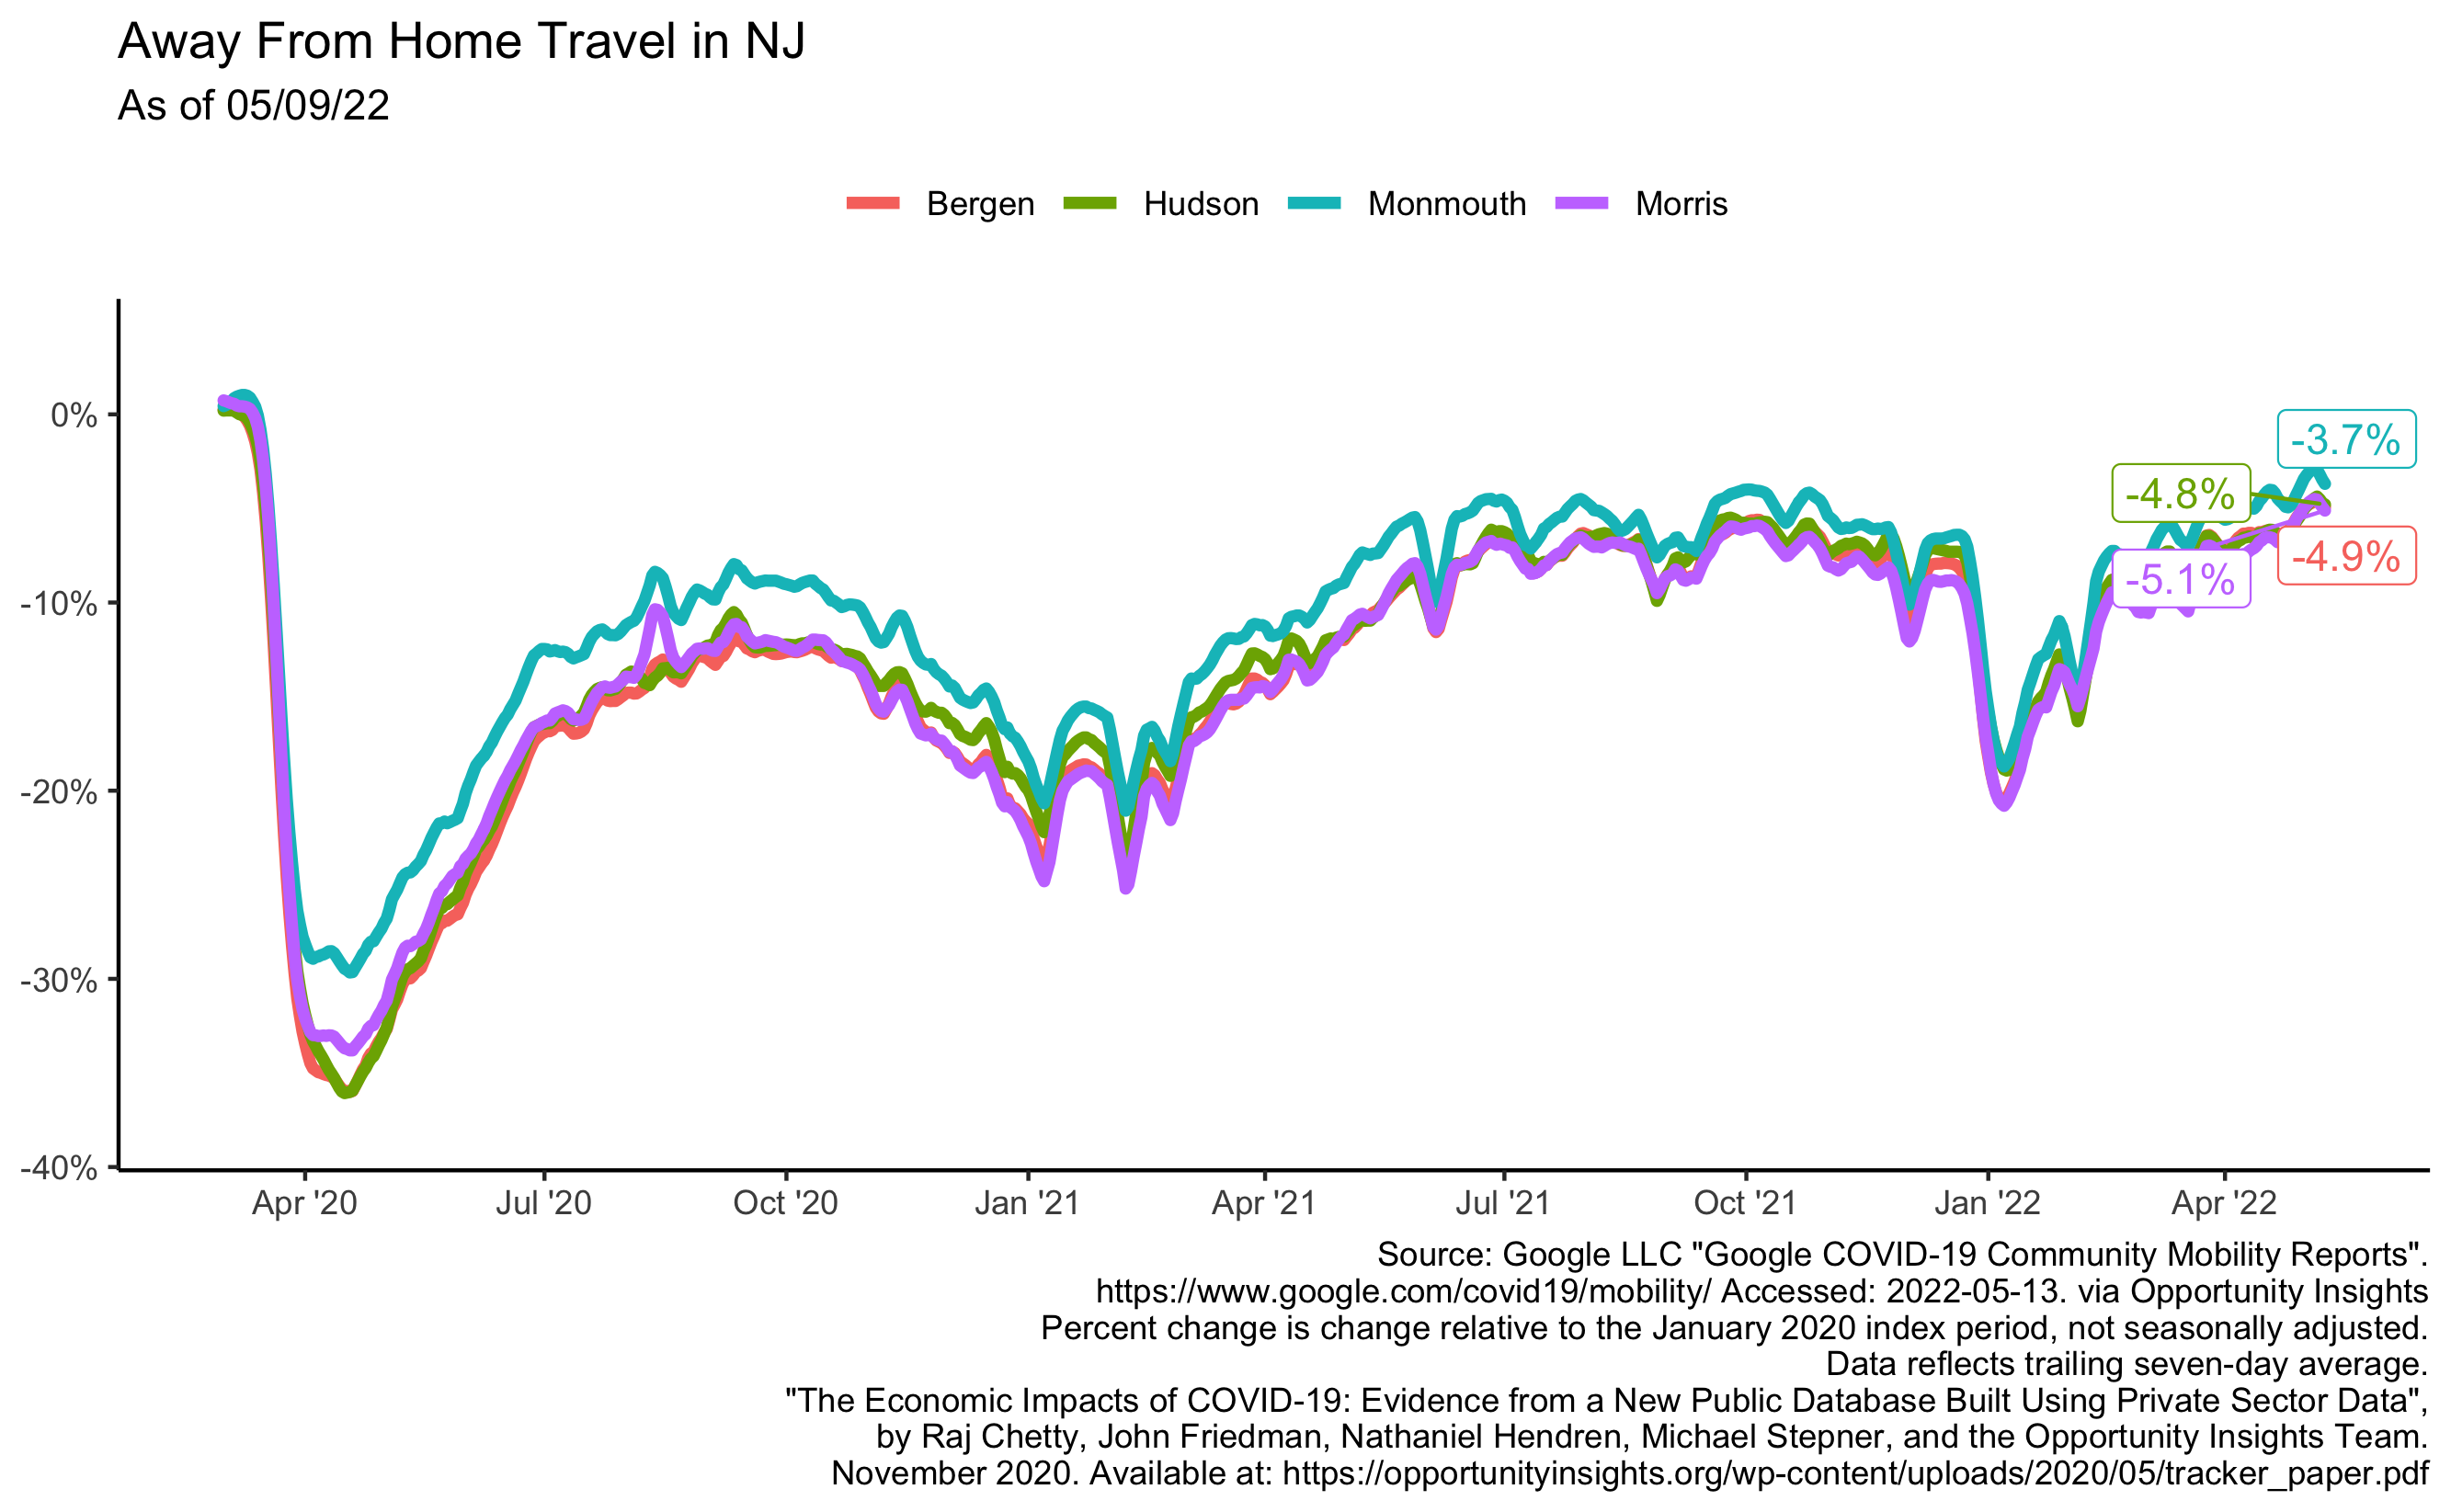 Away From Home Travel in NJ
As of 05/09/22
Bergen Hudson Monmouth Morris
0%
-10%
-20%
-30%
-40%
-3.7%
-4.8%
-4.9%
-5.1%
Apr '20 Jul '20 Oct '20 Jan '21 Apr '21 Jul '21 Oct '21 Jan '22 Apr '22
Source: Google LLC "Google COVID-19 Community Mobility Reports".
https://www.google.com/covid19/mobility/ Accessed: 2022-05-13. via Opportunity Insights
Percent change is change relative to the January 2020 index period, not seasonally adjusted.
Data reflects trailing seven-day average.
"The Economic Impacts of COVID-19: Evidence from a New Public Database Built Using Private Sector Data",
by Raj Chetty, John Friedman, Nathaniel Hendren, Michael Stepner, and the Opportunity Insights Team.
November 2020. Available at: https://opportunityinsights.org/wp-content/uploads/2020/05/tracker_paper.pdf